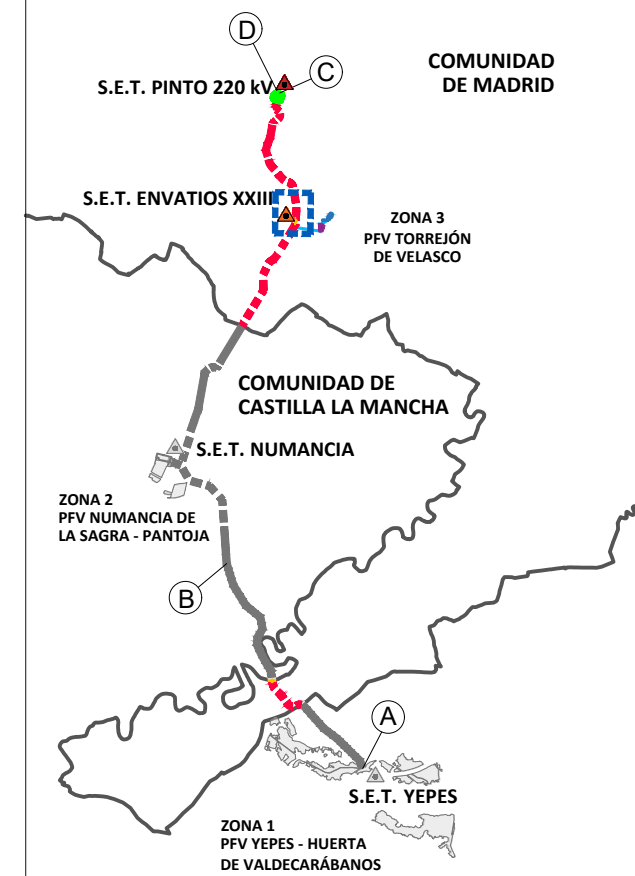 D
C
COMUNIDAD
DE MADRID
S.E.T. PINTO 220 kV
S.E.T. ENVATIOS XXIII
ZONA 3
PFV TORREJÓN
DE VELASCO
COMUNIDAD DE
CASTILLA LA MANCHA
S.E.T. NUMANCIA
ZONA 2
PFV NUMANCIA DE
LA SAGRA - PANTOJA
B
A
S.E.T. YEPES
ZONA 1
PFV YEPES - HUERTA
DE VALDECARÁBANOS